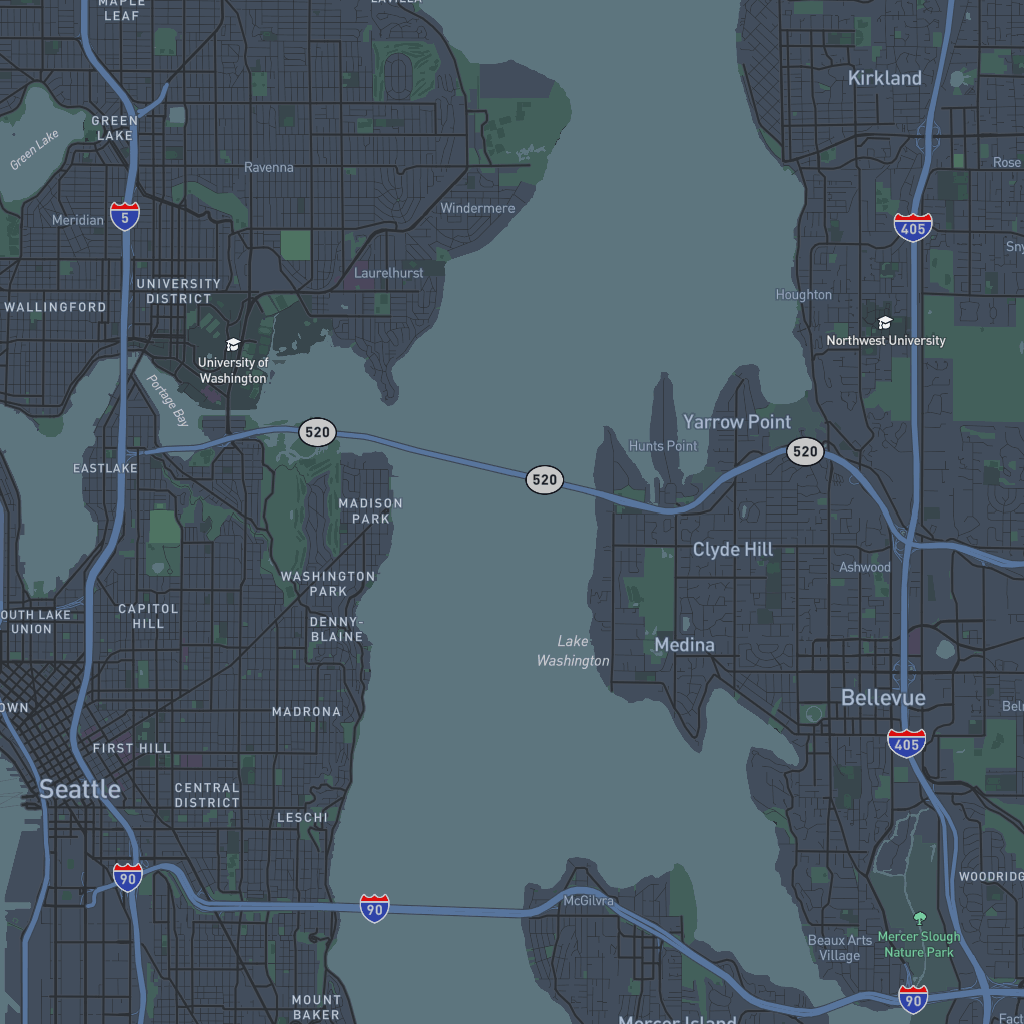 MAPLE
LEAF
Kirkland
GREEN
LAKE
Green Lake
Ravenna
Rose
Windermere
Meridian
5
405
Laurelhurst
UNIVERSITY
DISTRICT
Houghton
WALLINGFORD
Northwest University
University of
Washington
Portage Bay
Yarrow Point
520
Hunts Point
520
EASTLAKE
520
MADISON
PARK
Clyde Hill
Ashwood
WASHINGTON
PARK
CAPITOL
HILL
OUTH LAKE
UNION
DENNY-
BLAINE
Lake
Washington
Medina
Bellevue
OWN
MADRONA
FIRST HILL
405
Seattle
CENTRAL
DISTRICT
LESCHI
90
WOODRIDG
90
McGilvra
Mercer Slough
Nature Park
Beaux Arts
Village
90
MOUNT
BAKER
Mercer Island
Fact